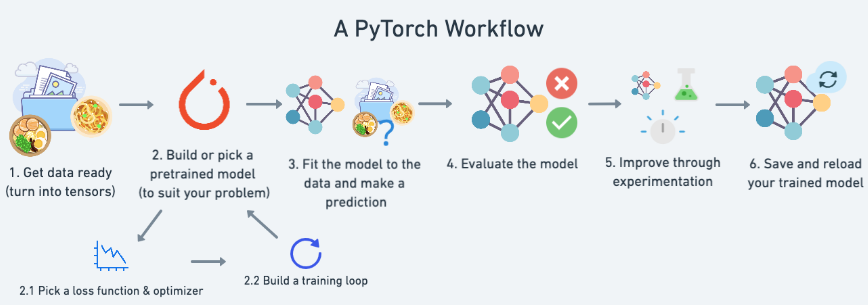 A PyTorch Workflow
1. Get data ready
(turn into tensors)
2. Build or pick a
pretrained model
(to suit your problem)
3. Fit the model to the
data and make a
prediction
4. Evaluate the model
5. Improve through
experimentation
6. Save and reload
your trained model
2.1 Pick a loss function & optimizer
2.2 Build a training loop
?